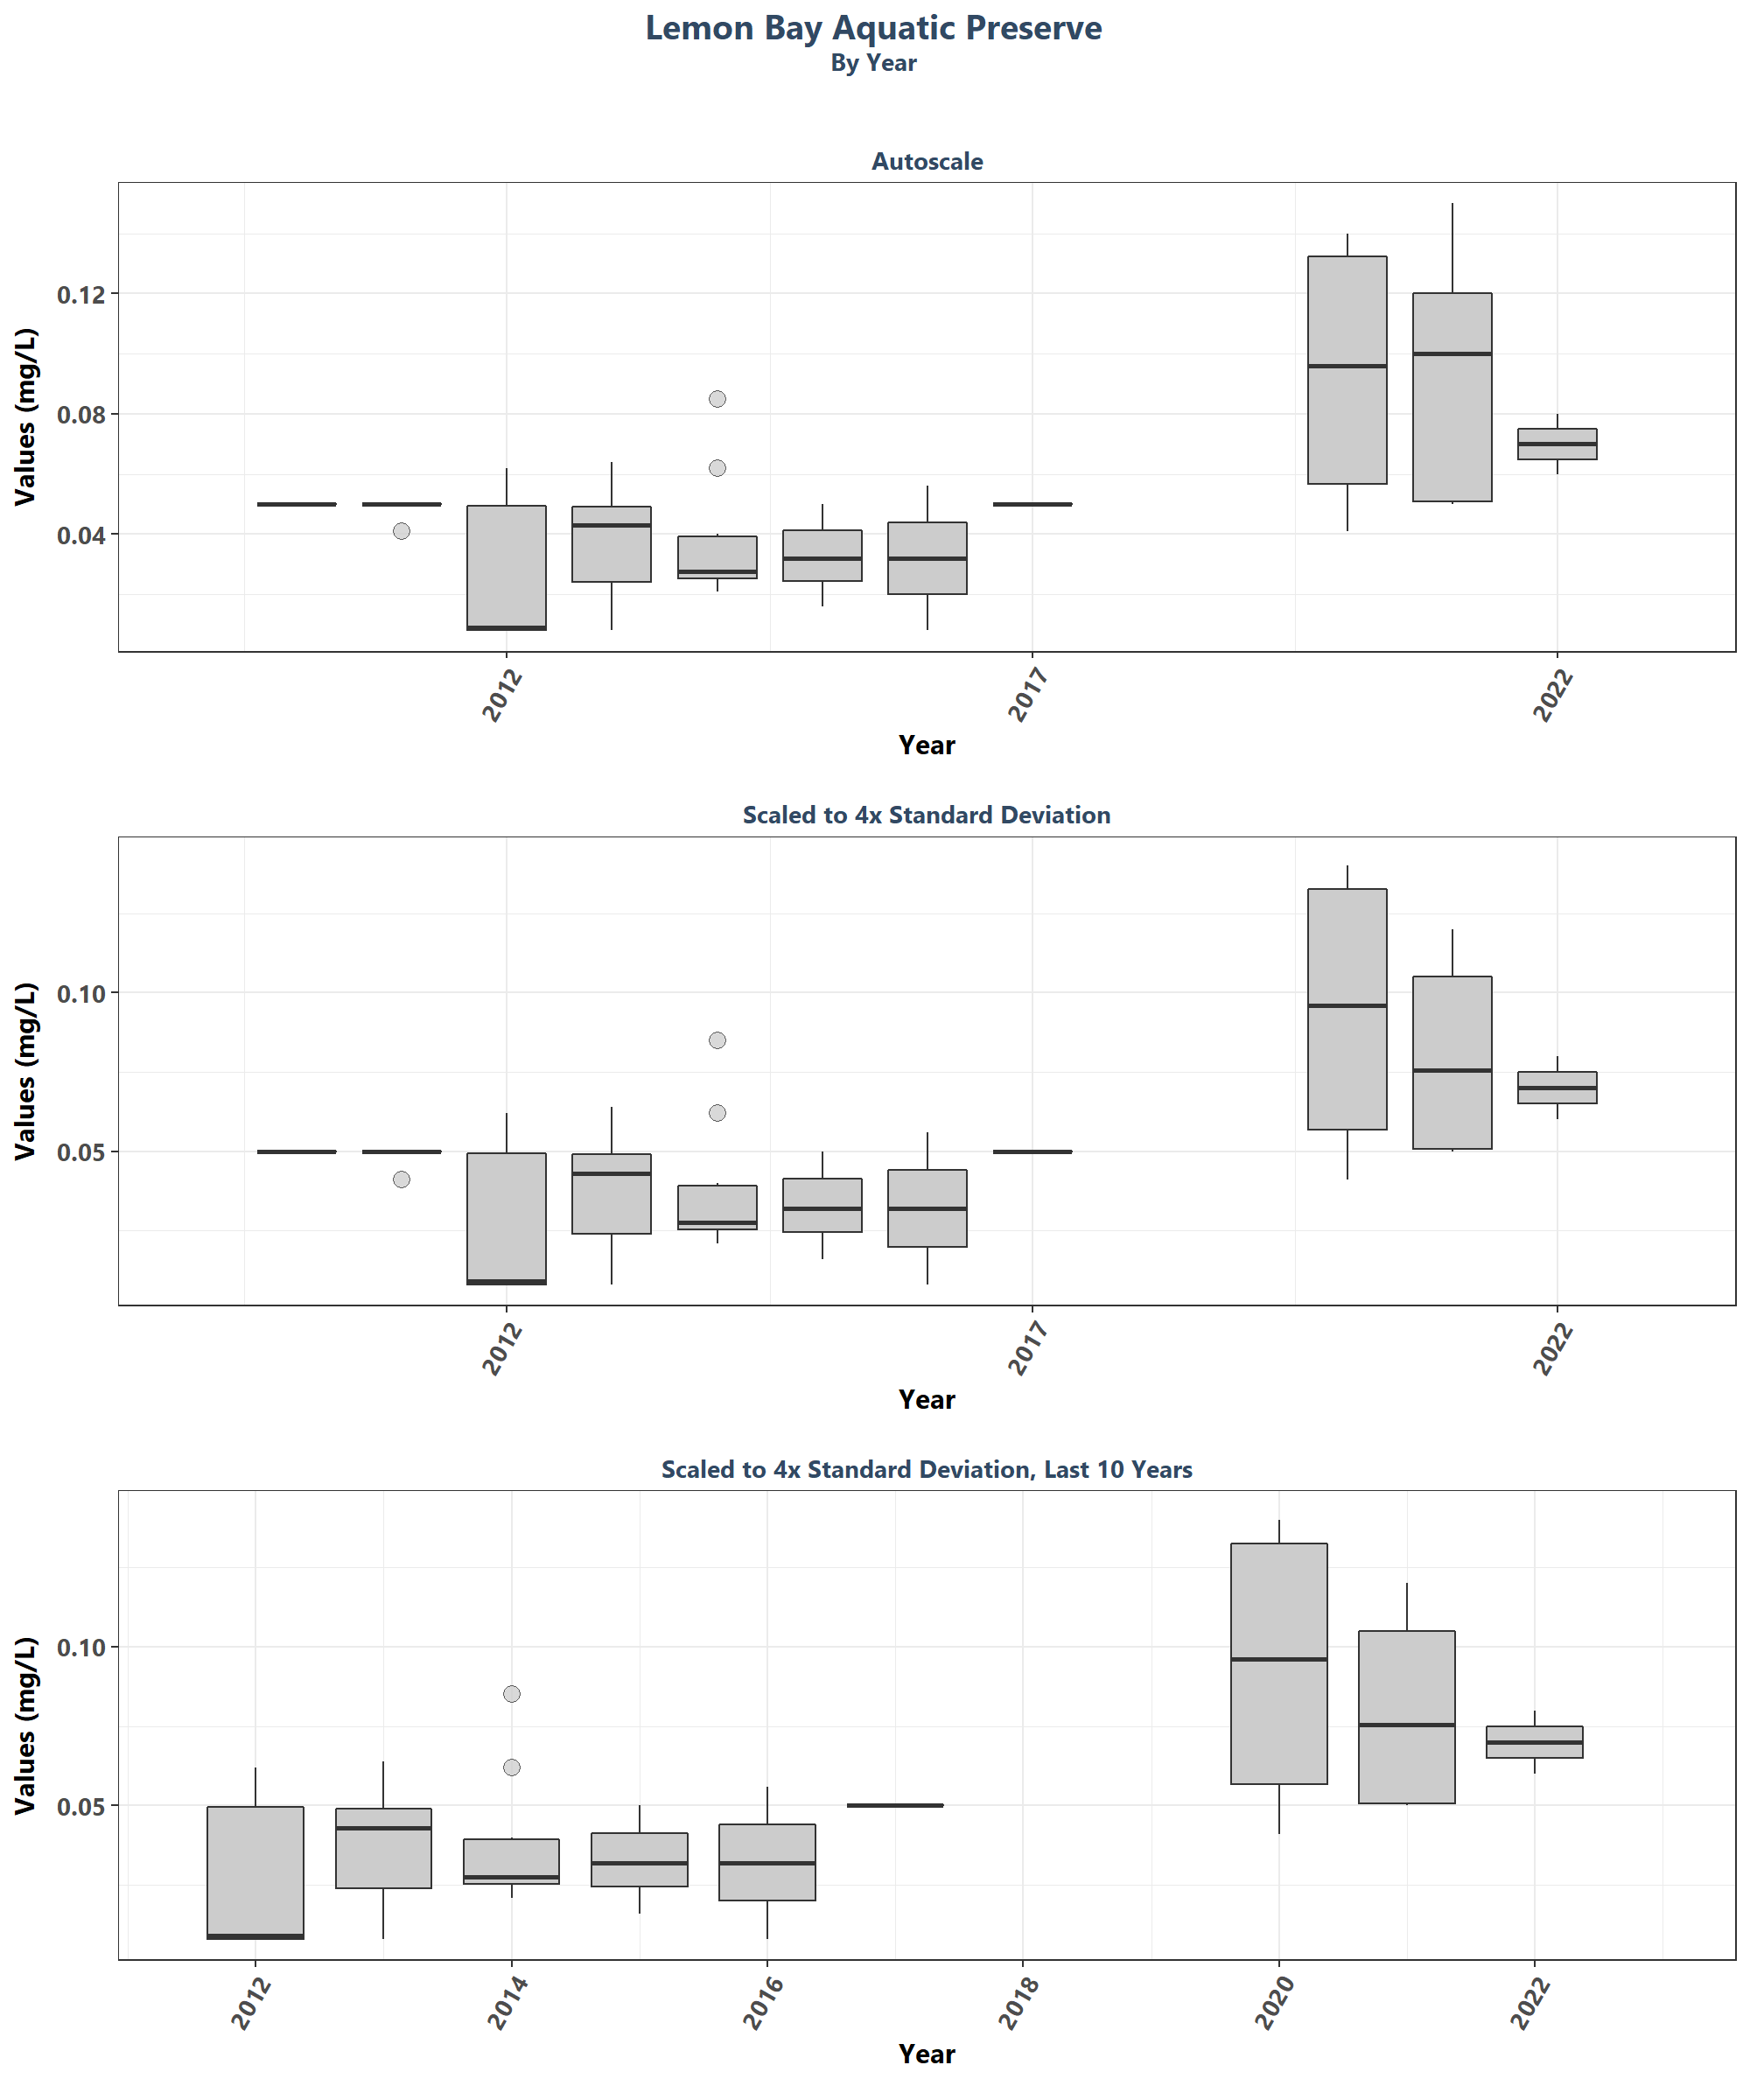 Lemon Bay Aquatic Preserve
By Year
Autoscale
Values (mg/L)
0.12
0.08
0.04
2012
2017
2022
Year
Scaled to 4x Standard Deviation
Values (mg/L)
0.10
0.05
2012
2017
2022
Year
Scaled to 4x Standard Deviation, Last 10 Years
Values (mg/L)
0.10
0.05
2012
2014
2016
2018
2020
2022
Year